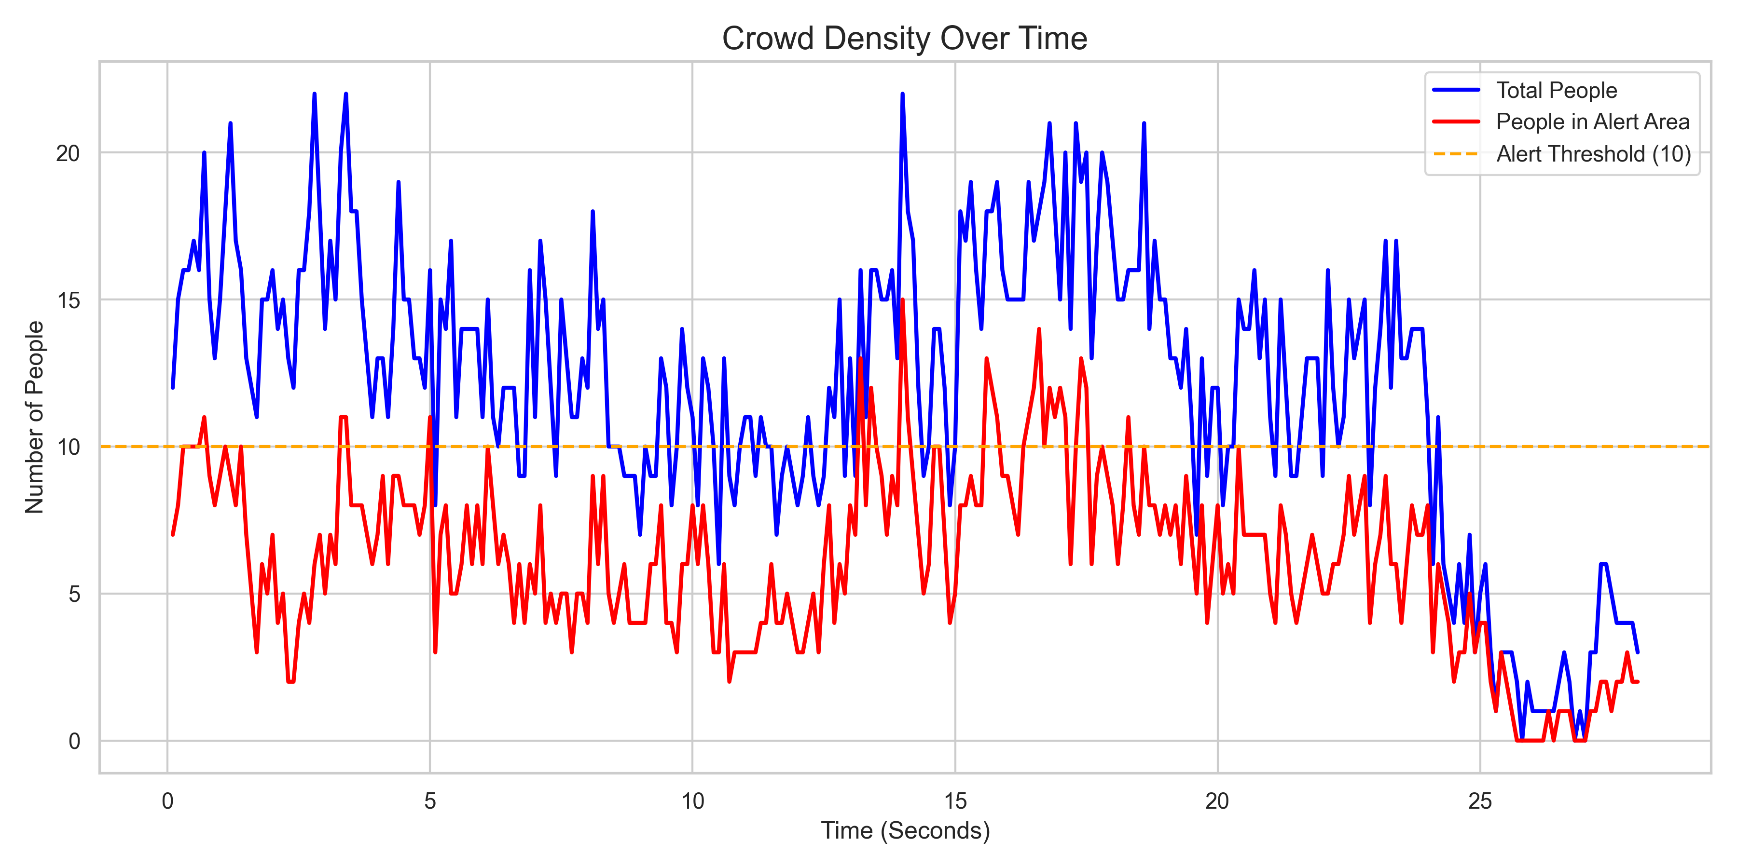 Crowd Density Over Time
Total People
People in Alert Area
Alert Threshold (10)
Number of People
20
15
10
5
0
0 5 10 15 20 25
Time (Seconds)